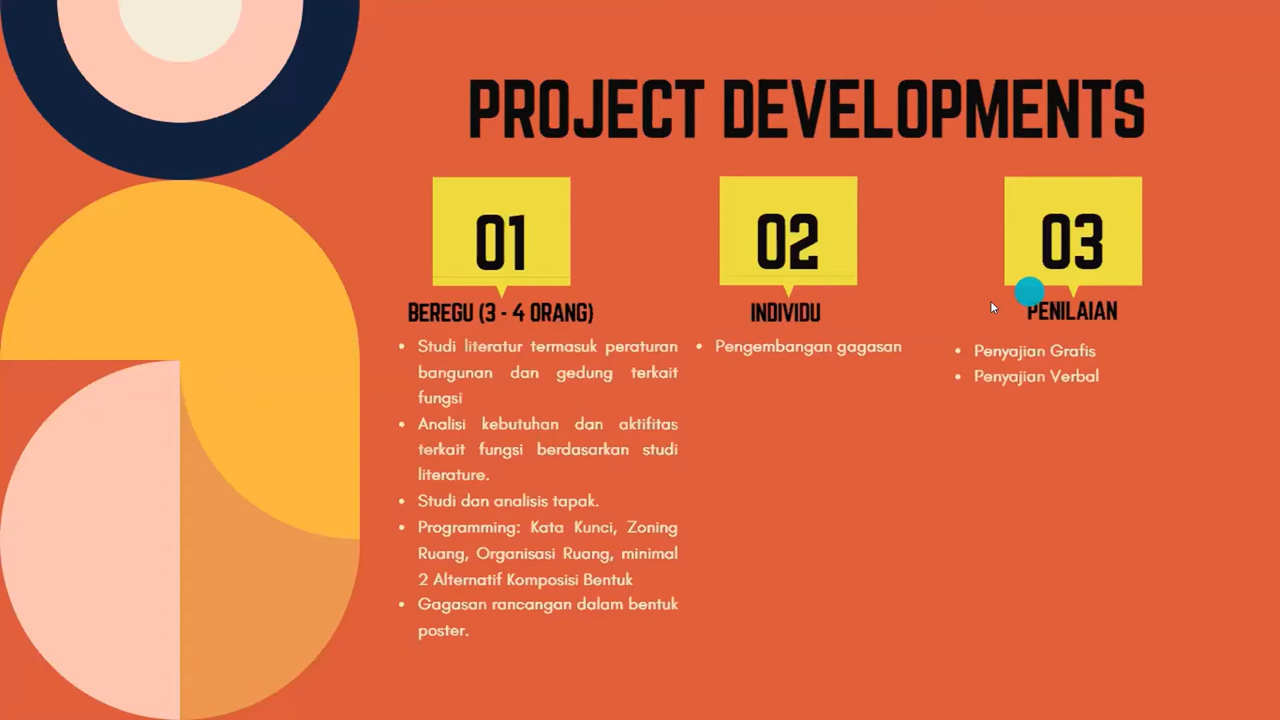 PROJECT DEVELOPMENTS
01
BEREGU (3 - 4 ORANG)
• Studi literatur termasuk peraturan
bangunan dan gedung terkait
fungsi
• Analisi kebutuhan dan aktifitas
terkait fungsi berdasarkan studi
literature.
• Studi dan analisis tapak.
• Programming: Kata Kunci, Zoning
Ruang, Organisasi Ruang, minimal
2 Alternatif Komposisi Bentuk
• Gagasan rancangan dalam bentuk
poster.
02
INDIVIDU
• Pengembangan gagasan
03
PENILAIAN
• Penyajian Grafis
• Penyajian Verbal